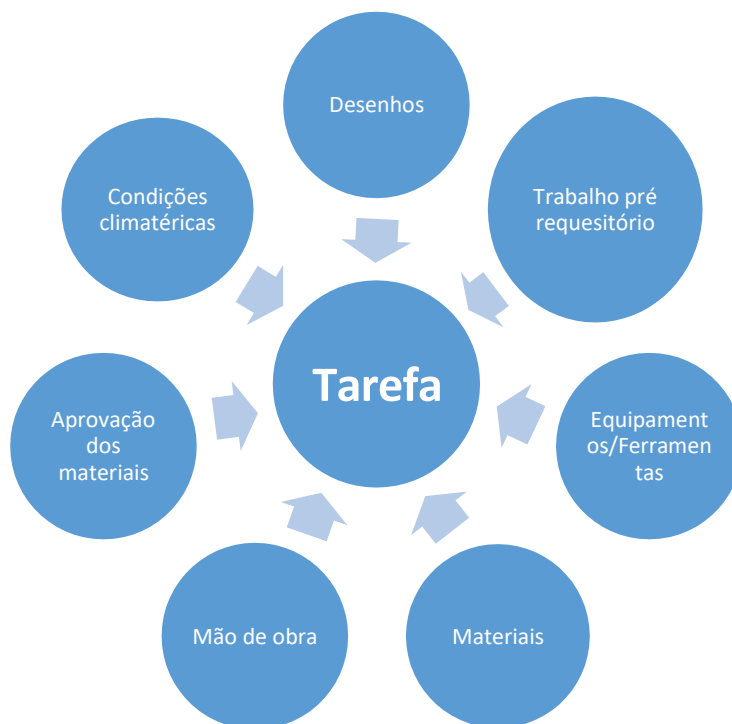 Desenhos
Trabalho pré
requesitório
Condições
climatéricas
Tarefa
Aprovação
dos
materiais
Equipament
os/Ferramen
tas
Mão de obra
Materiais